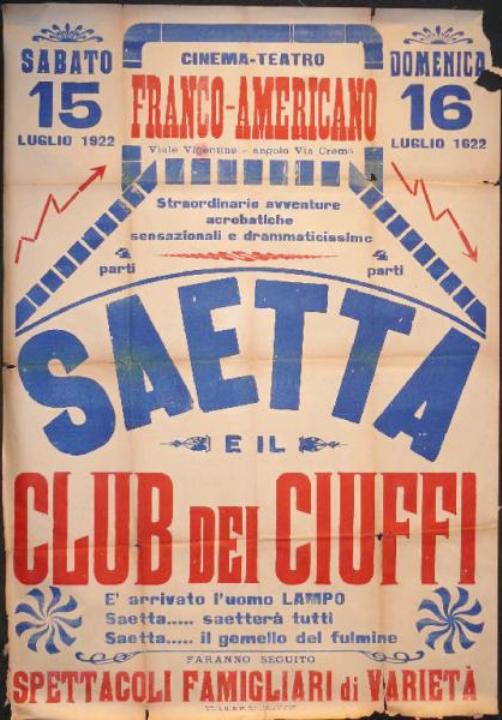 SABATO
15
LUGLIO 1922
CINEMA-TEATRO
FRANCO-AMERICANO
Viale Vigentina - angolo Via Crema
DOMENICA
16
LUGLIO 1622
Straordinarie avventure
acrobatiche
sensazionali e drammaticissime
4
parti
4
parti
SAETTA
E IL
CLUB DEI CIUFFI
E' arrivato l'uomo LAMPO
Saetta..... saetterà tutti
Saetta..... il gemello del fulmine
FARANNO SEGUITO
SPETTACOLI FAMIGLIARI di VARIETÀ